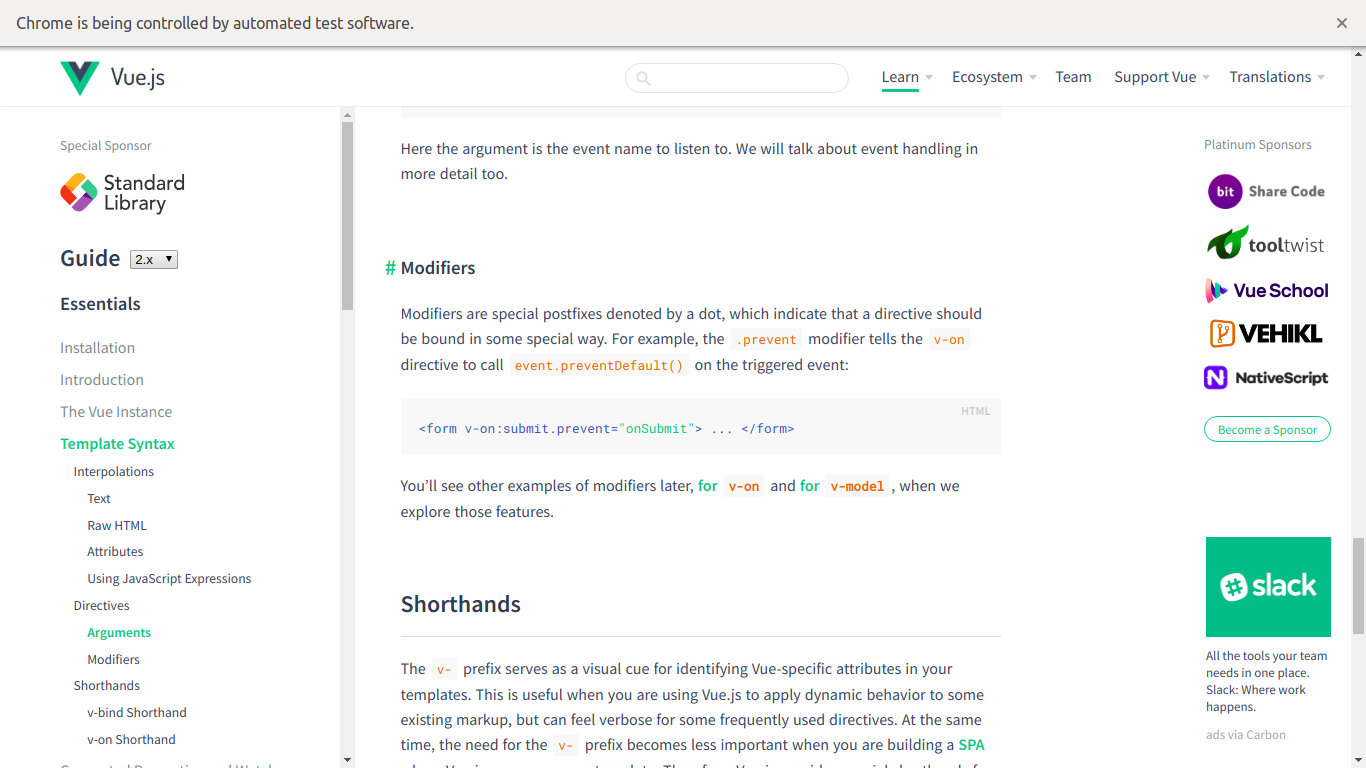 Chrome is being controlled by automated test software.
Vue.js
Learn
Ecosystem
Team
Support Vue
Translations
Special Sponsor
Standard
Library
Guide 2.x
Essentials
Installation
Introduction
The Vue Instance
Template Syntax
Interpolations
Text
Raw HTML
Attributes
Using JavaScript Expressions
Directives
Arguments
Modifiers
Shorthands
v-bind Shorthand
v-on Shorthand
Here the argument is the event name to listen to. We will talk about event handling in
more detail too.
# Modifiers
Modifiers are special postfixes denoted by a dot, which indicate that a directive should
be bound in some special way. For example, the .prevent modifier tells the v-on
directive to call event.preventDefault() on the triggered event:
HTML
<form v-on:submit.prevent="onSubmit"> ... </form>
You’ll see other examples of modifiers later, for v-on and for v-model , when we
explore those features.
Shorthands
The v- prefix serves as a visual cue for identifying Vue-specific attributes in your
templates. This is useful when you are using Vue.js to apply dynamic behavior to some
existing markup, but can feel verbose for some frequently used directives. At the same
time, the need for the v- prefix becomes less important when you are building a SPA
Platinum Sponsors
bit Share Code
tooltwist
Vue School
VEHIKL
NativeScript
Become a Sponsor
slack
All the tools your team
needs in one place.
Slack: Where work
happens.
ads via Carbon